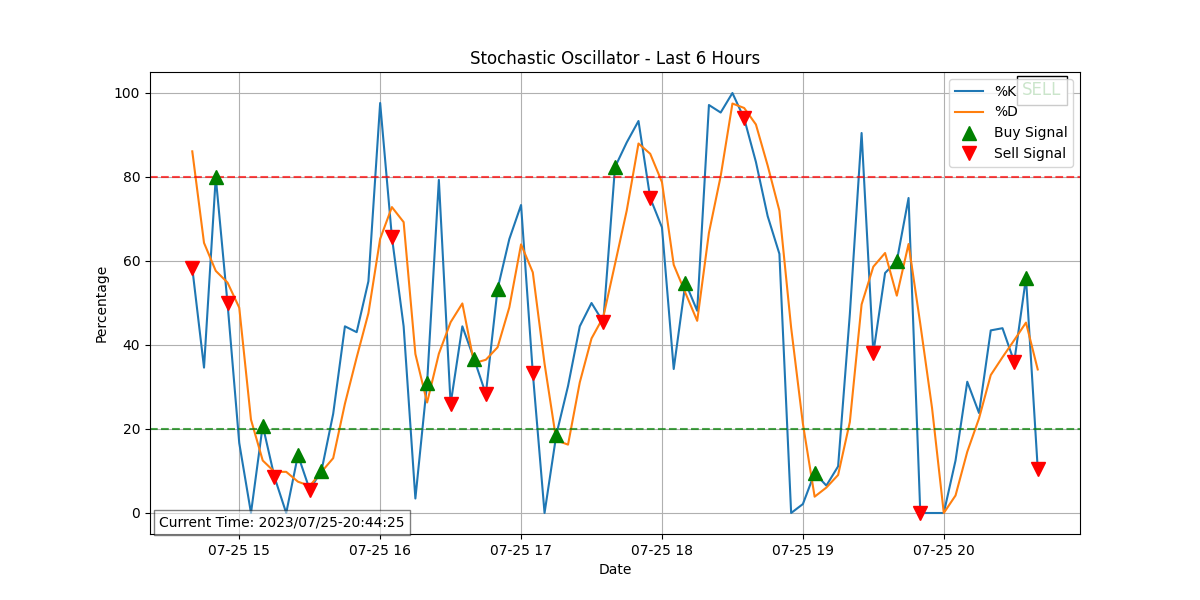 Stochastic Oscillator - Last 6 Hours
SELL
%K
%D
Buy Signal
Sell Signal
100
80
60
40
20
0
Percentage
Current Time: 2023/07/25-20:44:25
07-25 15 07-25 16 07-25 17 07-25 18 07-25 19 07-25 20
Date